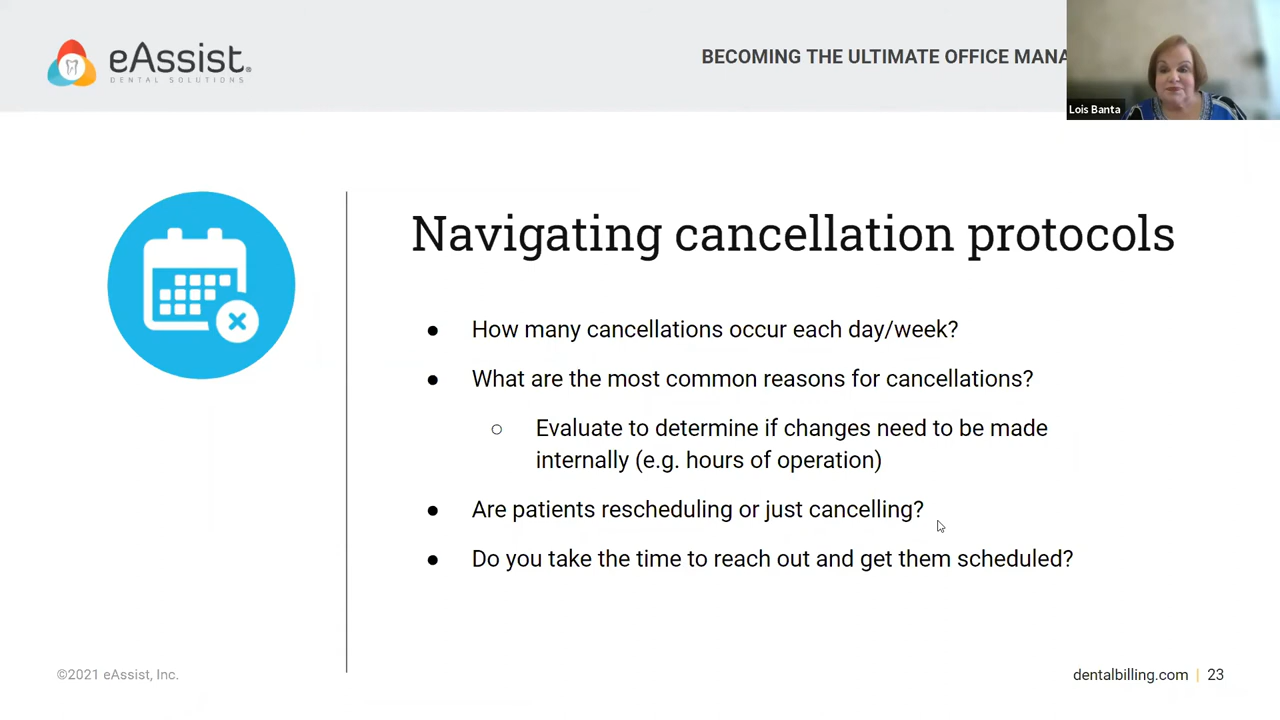 eAssist®
DENTAL SOLUTIONS
BECOMING THE ULTIMATE OFFICE MANA
Lois Banta
Navigating cancellation protocols
● How many cancellations occur each day/week?
● What are the most common reasons for cancellations?
○ Evaluate to determine if changes need to be made
internally (e.g. hours of operation)
● Are patients rescheduling or just cancelling?
● Do you take the time to reach out and get them scheduled?
©2021 eAssist, Inc.
dentalbilling.com | 23